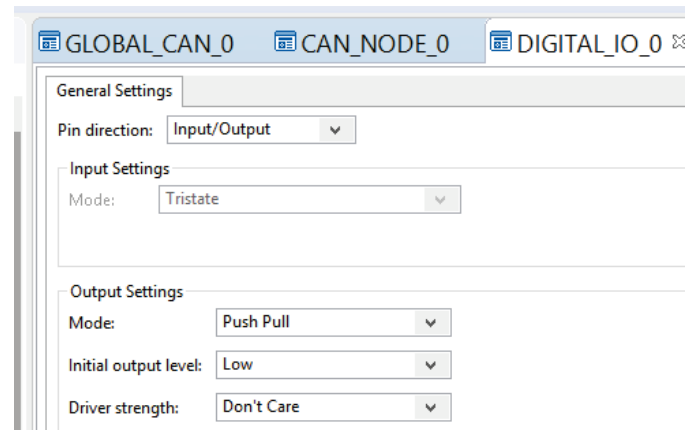 GLOBAL_CAN_0 CAN_NODE_0 DIGITAL_IO_0
General Settings
Pin direction: Input/Output
Input Settings
Mode: Tristate
Output Settings
Mode: Push Pull
Initial output level: Low
Driver strength: Don't Care